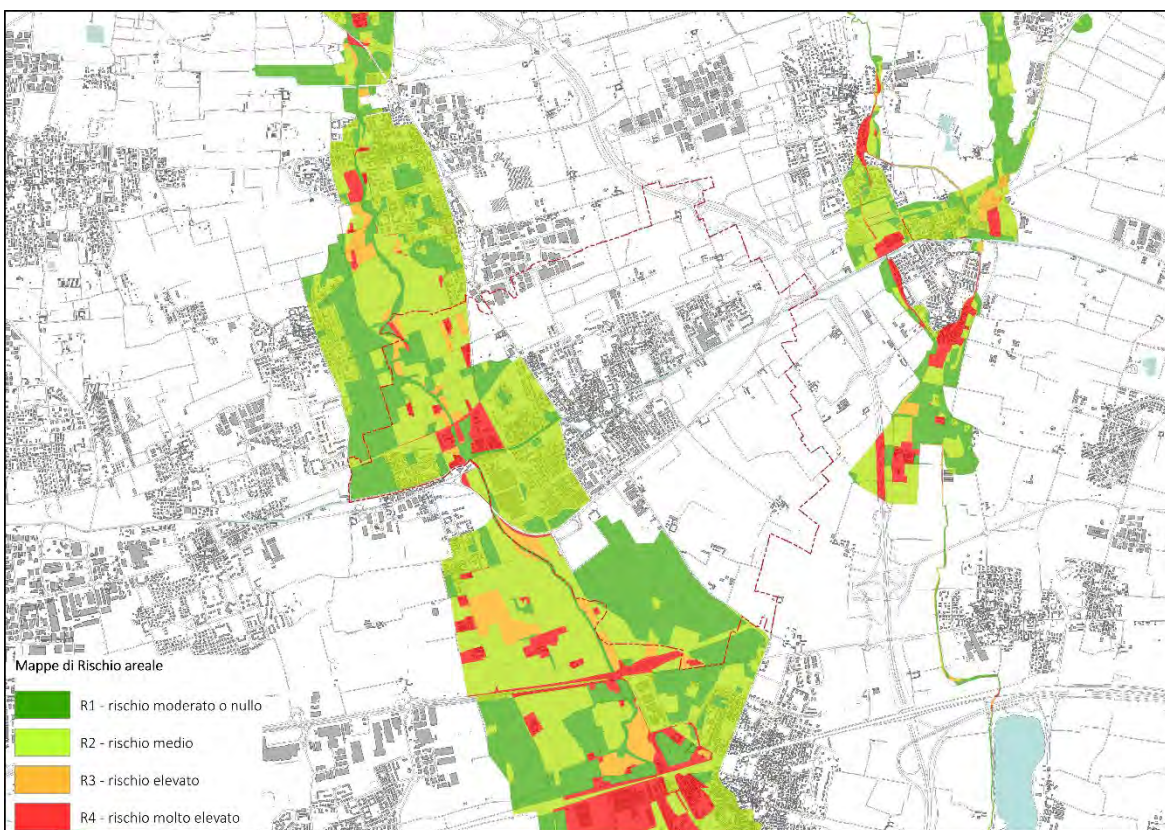 Mappe di Rischio areale
R1 - rischio moderato o nullo
R2 - rischio medio
R3 - rischio elevato
R4 - rischio molto elevato